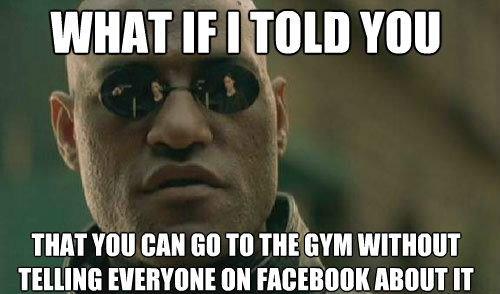 WHAT IF I TOLD YOU
THAT YOU CAN GO TO THE GYM WITHOUT
TELLING EVERYONE ON FACEBOOK ABOUT IT